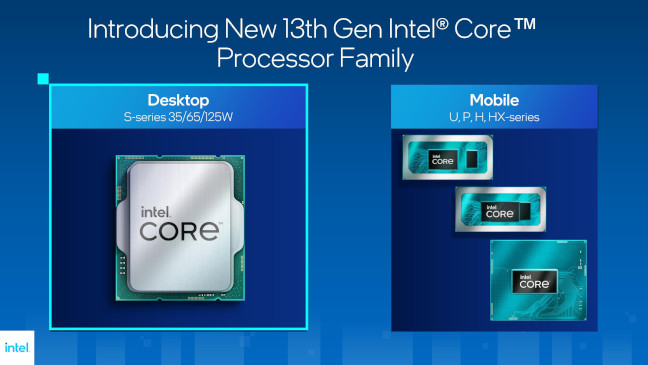 Introducing New 13th Gen Intel® Core™
Processor Family
Desktop
S-series 35/65/125W
intel.
CORE™
Mobile
U, P, H, HX-series
intel
CORE
intel
CORE
intel
CORE
intel.